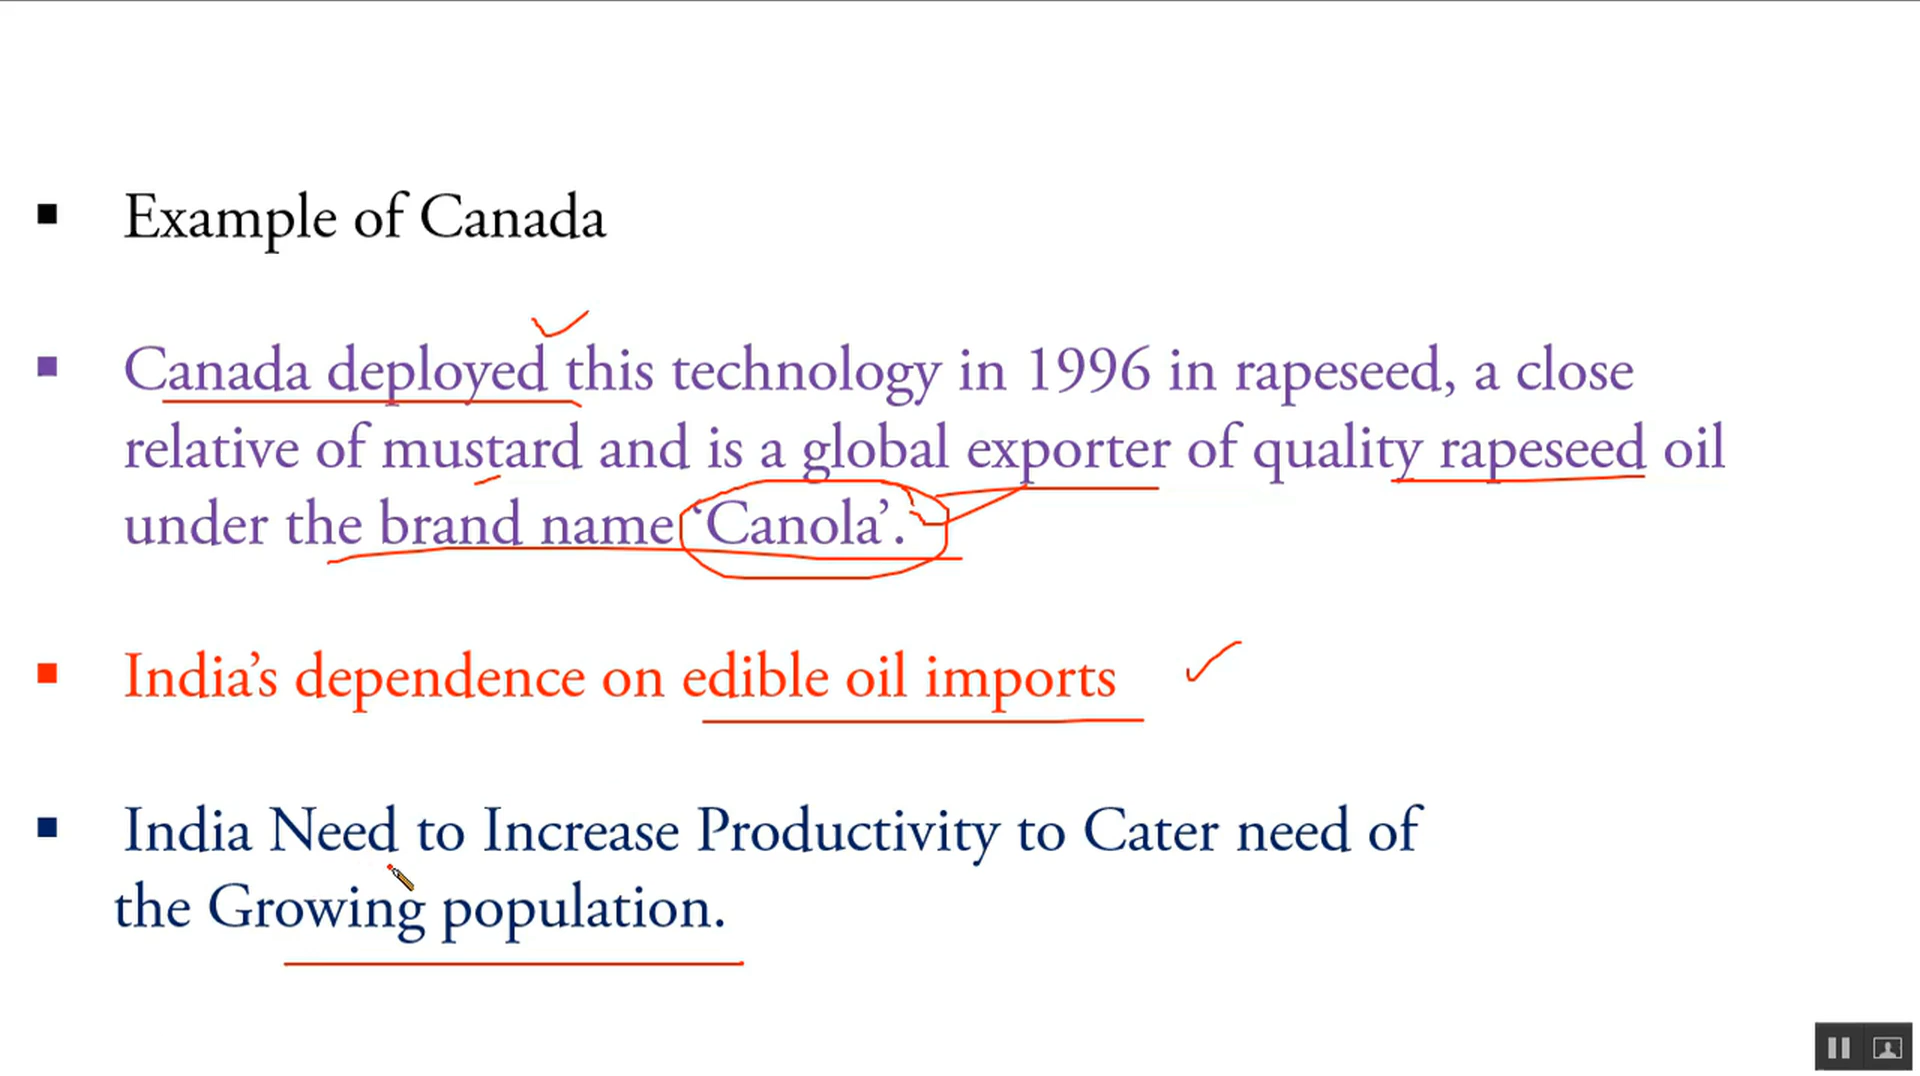 Example of Canada
Canada deployed this technology in 1996 in rapeseed, a close
relative of mustard and is a global exporter of quality rapeseed oil
under the brand name ‘Canola’.
India’s dependence on edible oil imports
India Need to Increase Productivity to Cater need of
the Growing population.